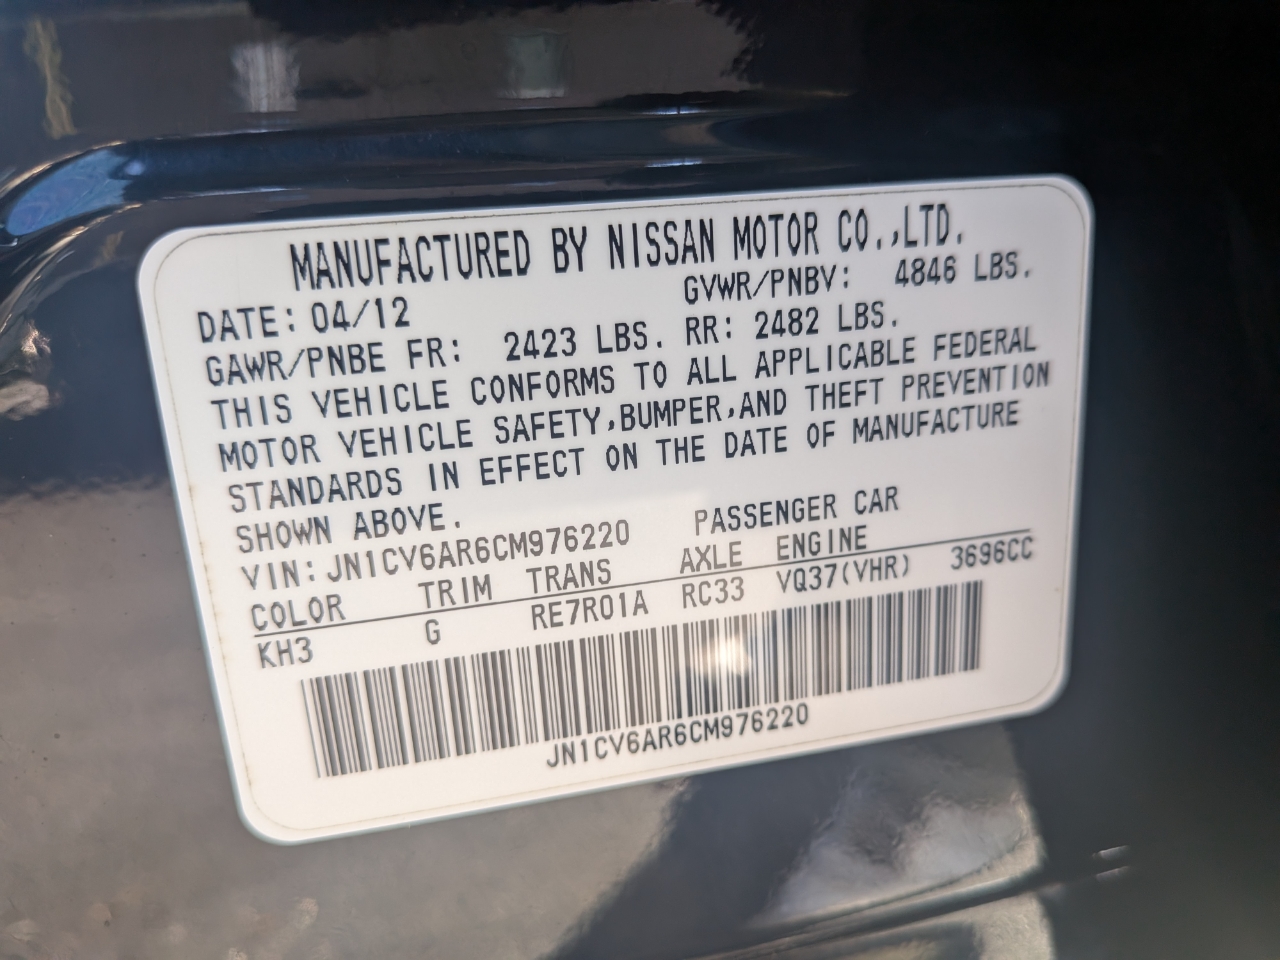 MANUFACTURED BY NISSAN MOTOR CO.,LTD.
DATE: 04/12 GVWR/PNBV: 4846 LBS.
GAWR/PNBE FR: 2423 LBS. RR: 2482 LBS.
THIS VEHICLE CONFORMS TO ALL APPLICABLE FEDERAL
MOTOR VEHICLE SAFETY,BUMPER,AND THEFT PREVENTION
STANDARDS IN EFFECT ON THE DATE OF MANUFACTURE
SHOWN ABOVE.
VIN: JN1CV6AR6CM976220 PASSENGER CAR
COLOR TRIM TRANS AXLE ENGINE
KH3 G RE7R01A RC33 VQ37(VHR) 3696CC
JN1CV6AR6CM976220